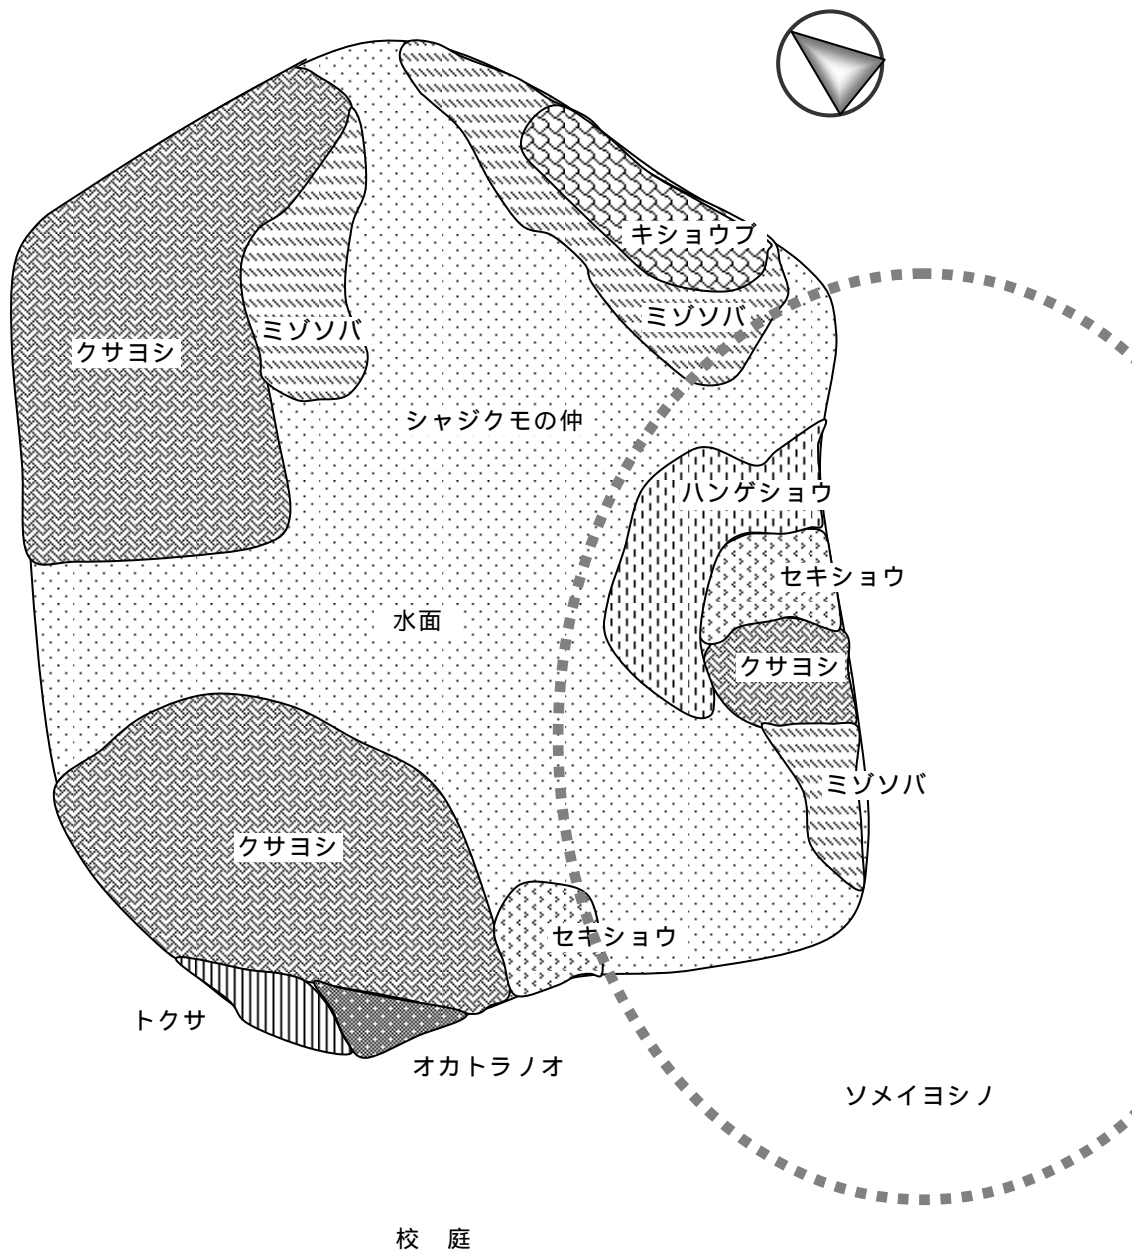 キショウブ
ミゾソバ
ミゾソバ
クサヨシ
シャジクモの仲
ハンゲショウ
セキショウ
水面
クサヨシ
ミゾソバ
クサヨシ
セキショウ
トクサ
オカトラノオ
ソメイヨシノ
校 庭